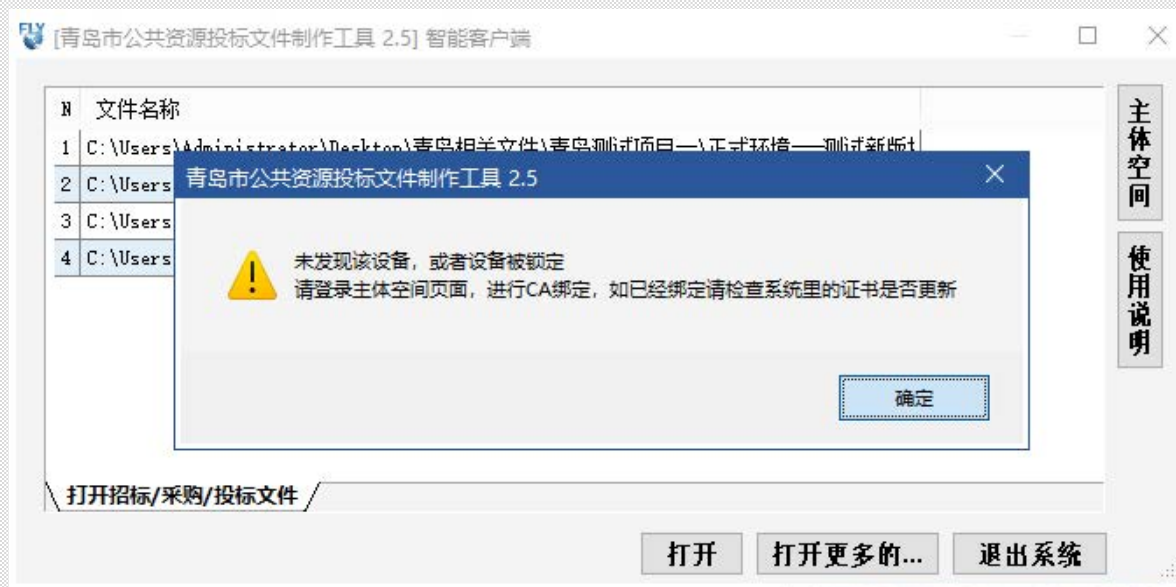 FLY
[青岛市公共资源投标文件制作工具 2.5] 智能客户端
N 文件名称
1 C:\Users\Administrator\Desktop\青岛相关文件\青岛测试项目一\正式环境——测试新版
2 C:\Users
3 C:\Users
4 C:\Users
青岛市公共资源投标文件制作工具 2.5
未发现该设备，或者设备被锁定
请登录主体空间页面，进行CA绑定，如已经绑定请检查系统里的证书是否更新
确定
主体空间
使用说明
打开招标/采购/投标文件
打开 打开更多的... 退出系统